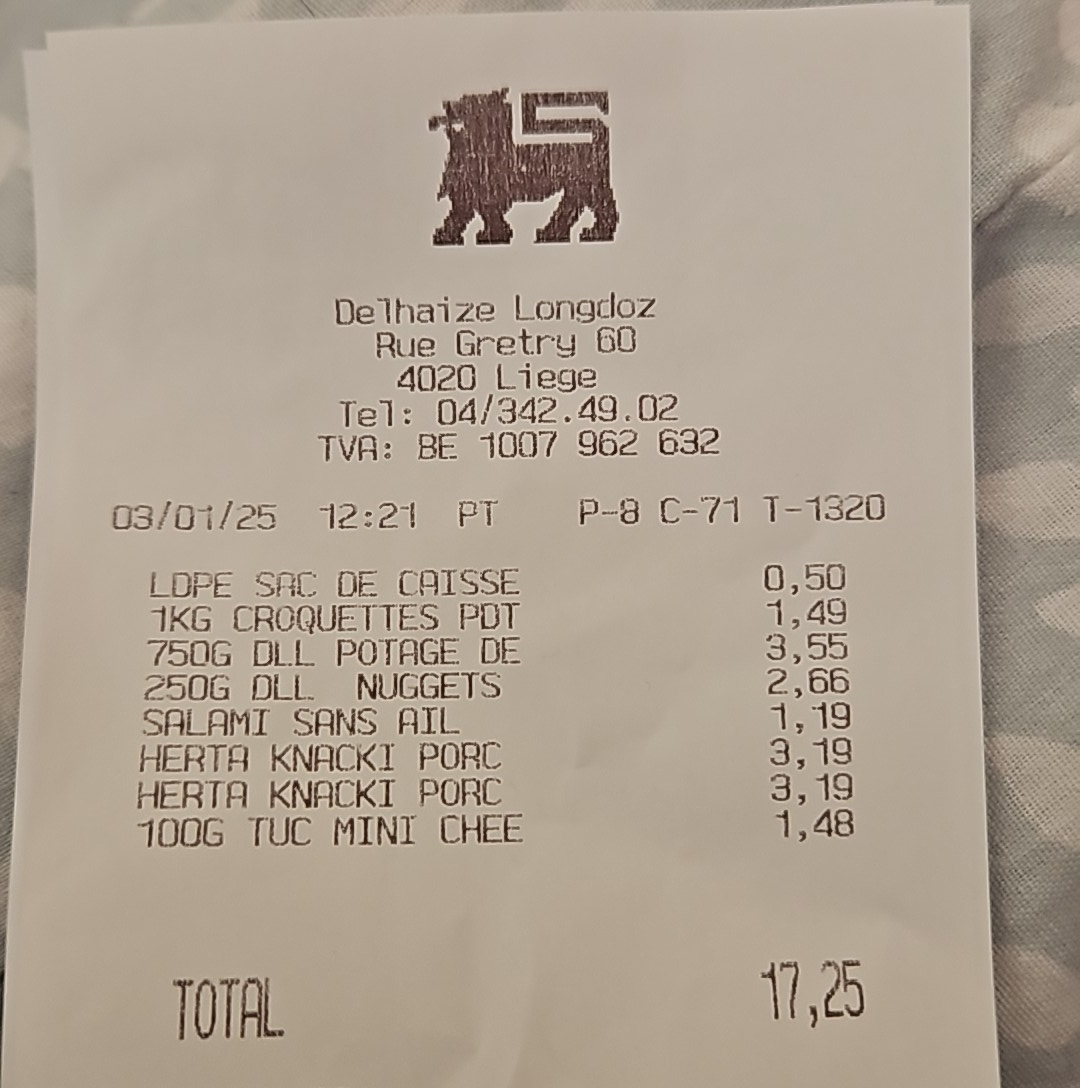 Delhaize Longdoz
Rue Gretry 60
4020 Liege
Tel: 04/342.49.02
TVA: BE 1007 962 632
03/01/25 12:21 PT P-8 C-71 T-1320
LDPE SAC DE CAISSE 0,50
1KG CROQUETTES PDT 1,49
750G DLL POTAGE DE 3,55
250G DLL NUGGETS 2,66
SALAMI SANS AIL 1,19
HERTA KNACKI PORC 3,19
HERTA KNACKI PORC 3,19
100G TUC MINI CHEE 1,48
TOTAL 17,25